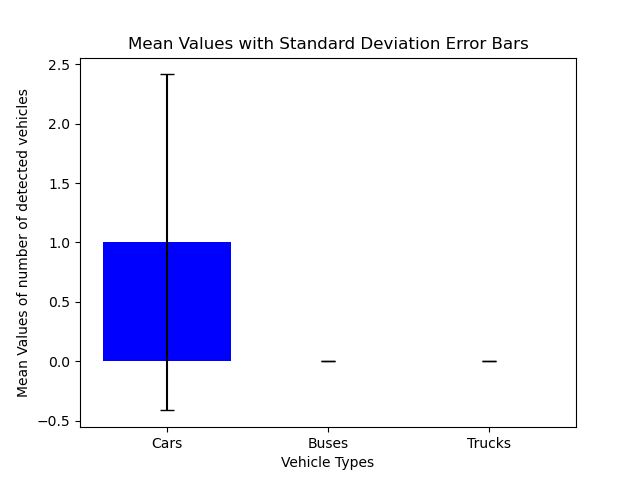 Mean Values with Standard Deviation Error Bars
Mean Values of number of detected vehicles
2.5
2.0
1.5
1.0
0.5
0.0
−0.5
Cars Buses Trucks
Vehicle Types